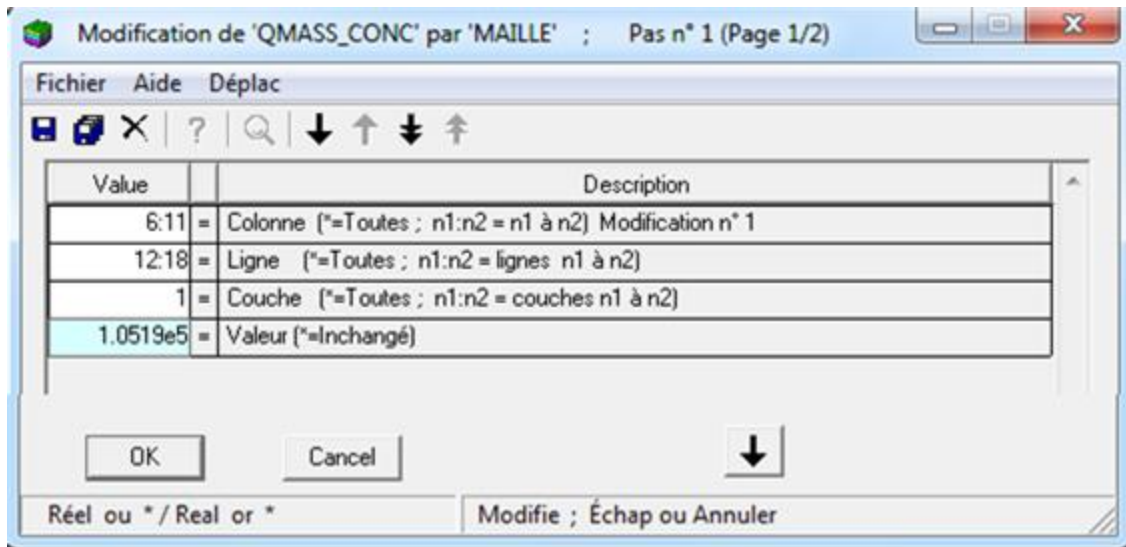 Modification de 'QMASS_CONC' par 'MAILLE' ; Pas n° 1 (Page 1/2)
Fichier Aide Déplac
Value Description
6:11 = Colonne (*=Toutes ; n1:n2 = n1 à n2) Modification n° 1
12:18 = Ligne (*=Toutes ; n1:n2 = lignes n1 à n2)
1 = Couche (*=Toutes ; n1:n2 = couches n1 à n2)
1.0519e5 = Valeur (*=Inchangé)
OK Cancel
Réel ou * / Real or * Modifie ; Échap ou Annuler